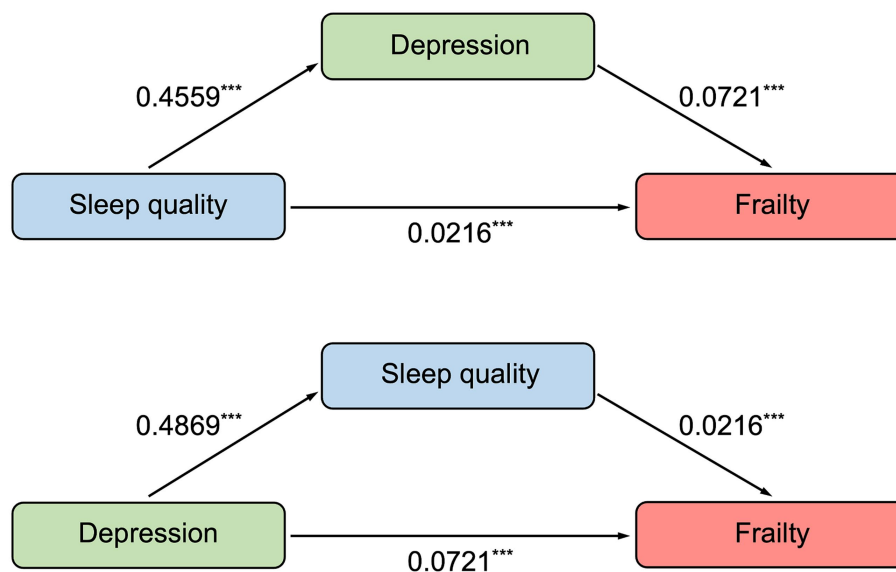 Depression
0.4559***
0.0721***
Sleep quality
Frailty
0.0216***
Sleep quality
0.4869***
0.0216***
Depression
Frailty
0.0721***